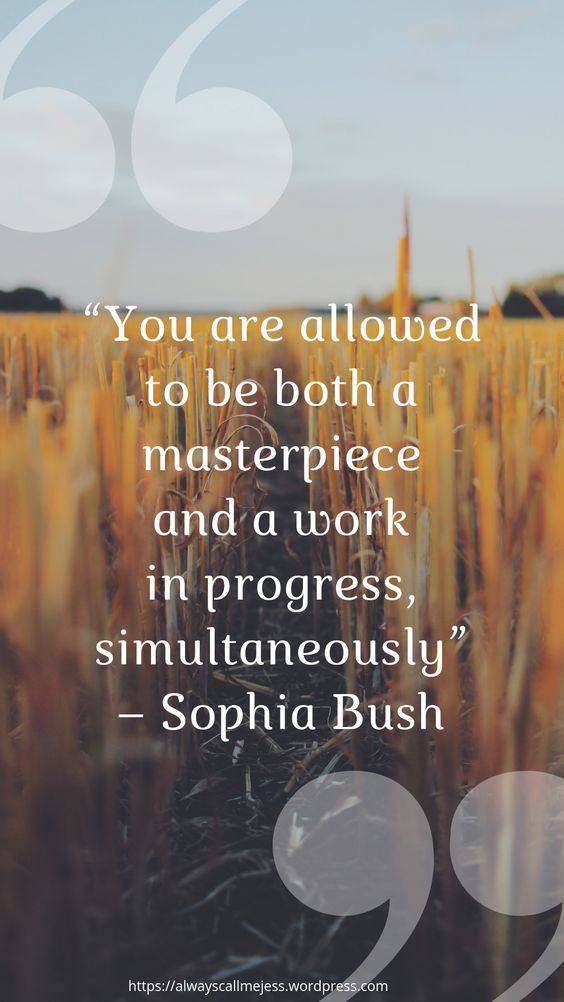 “You are allowed
to be both a
masterpiece
and a work
in progress,
simultaneously”
– Sophia Bush
https://alwayscallmejess.wordpress.com